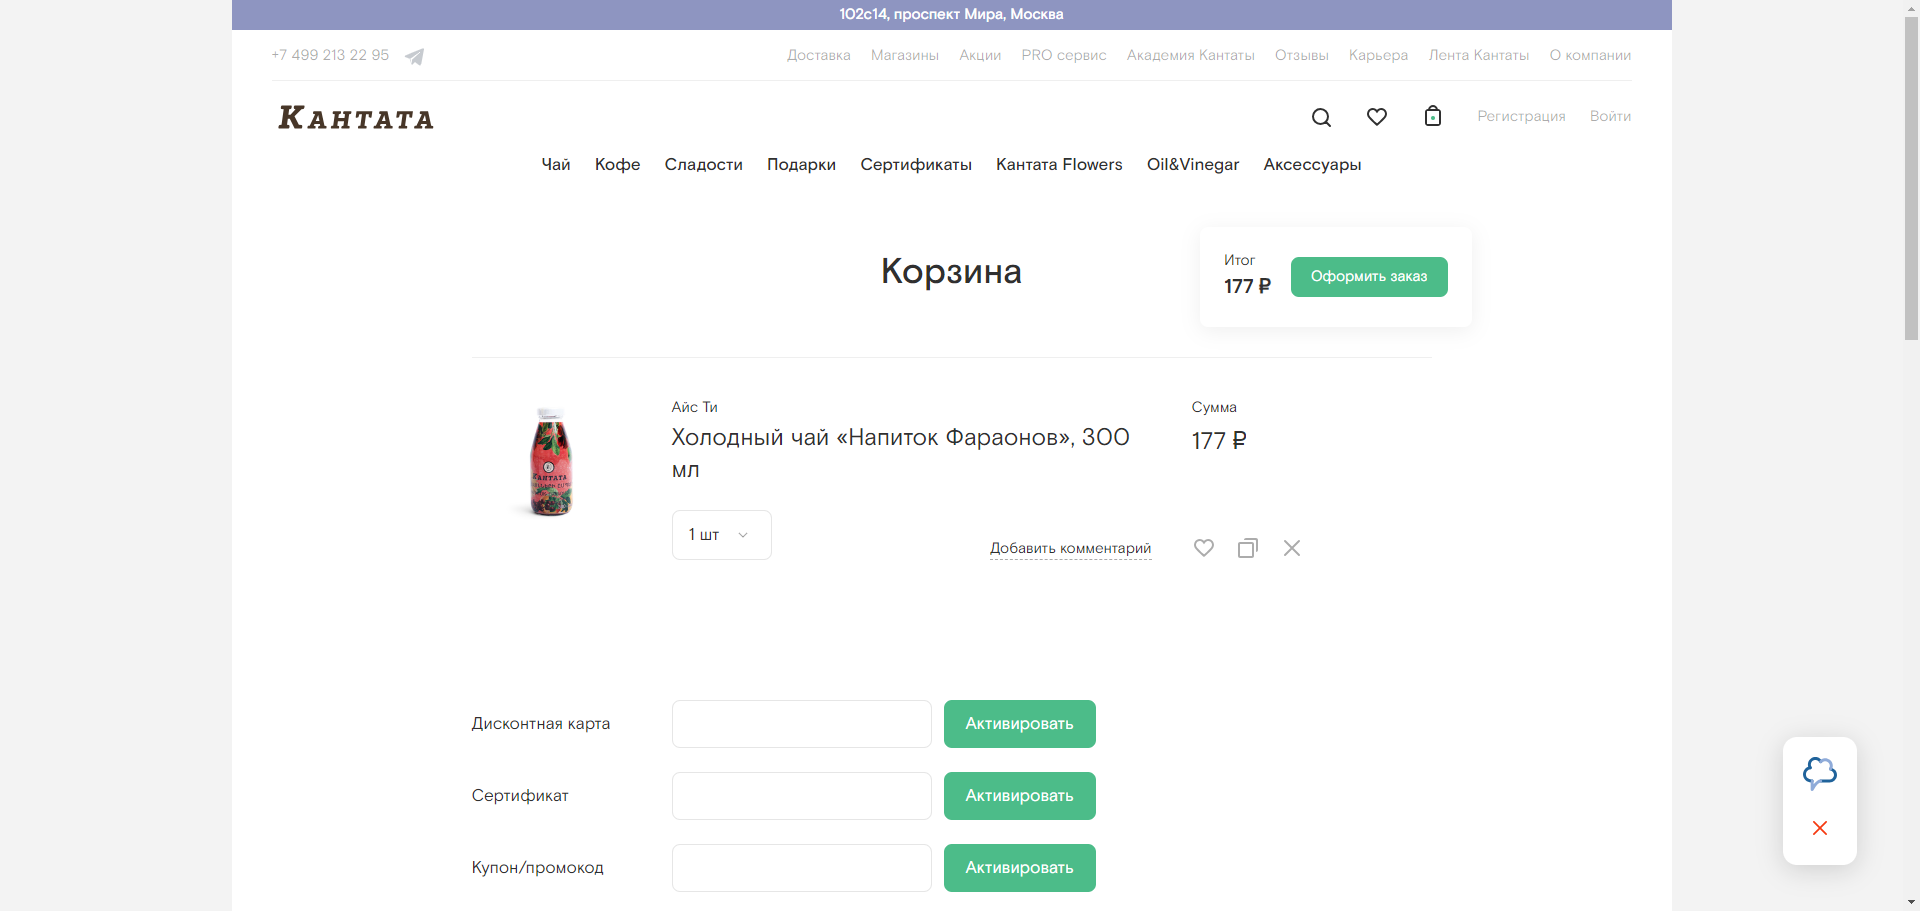 102с14, проспект Мира, Москва
+7 499 213 22 95
Доставка Магазины Акции PRO сервис Академия Кантаты Отзывы Карьера Лента Кантаты О компании
КАНТАТА
Регистрация Войти
Чай Кофе Сладости Подарки Сертификаты Кантата Flowers Oil&Vinegar Аксессуары
Корзина
Итог
177 ₽
Оформить заказ
Айс Ти
Холодный чай «Напиток Фараонов», 300
мл
Сумма
177 ₽
КАНТАТА
1 шт
Добавить комментарий
Дисконтная карта
Активировать
Сертификат
Активировать
Купон/промокод
Активировать